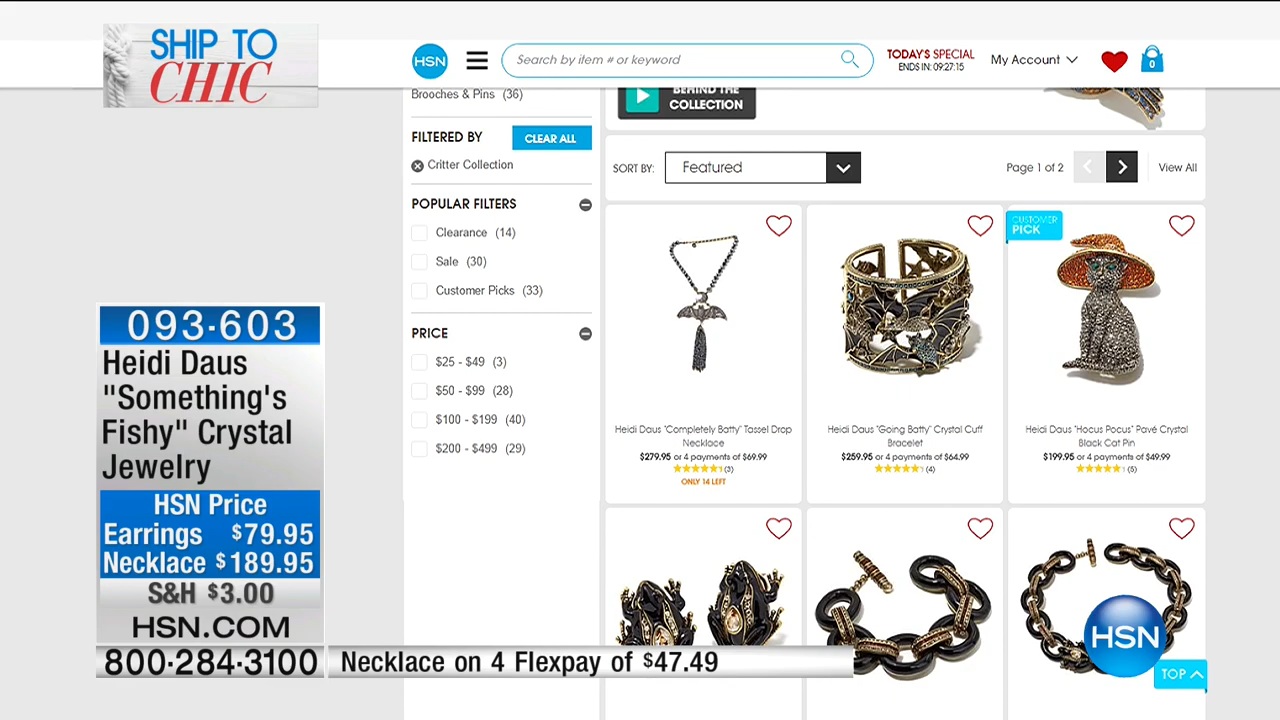 SHIP TO
CHIC
HSN
Search by item # or keyword
TODAY'S SPECIAL
ENDS IN: 09:27:15
My Account
0
Brooches & Pins (36)
FILTERED BY
CLEAR ALL
Critter Collection
POPULAR FILTERS
Clearance (14)
Sale (30)
Customer Picks (33)
PRICE
$25 - $49 (3)
$50 - $99 (28)
$100 - $199 (40)
$200 - $499 (29)
BEHIND THE
COLLECTION
SORT BY:
Featured
Page 1 of 2
View All
Heidi Daus "Completely Batty" Tassel Drop
Necklace
$279.95 or 4 payments of $69.99
(3)
ONLY 14 LEFT
Heidi Daus "Going Batty" Crystal Cuff
Bracelet
$259.95 or 4 payments of $64.99
(4)
CUSTOMER
PICK
Heidi Daus "Hocus Pocus" Pavé Crystal
Black Cat Pin
$199.95 or 4 payments of $49.99
(5)
093-603
Heidi Daus
"Something's
Fishy" Crystal
Jewelry
HSN Price
Earrings $79.95
Necklace $189.95
S&H $3.00
HSN.COM
800-284-3100
Necklace on 4 Flexpay of $47.49
HSN
TOP